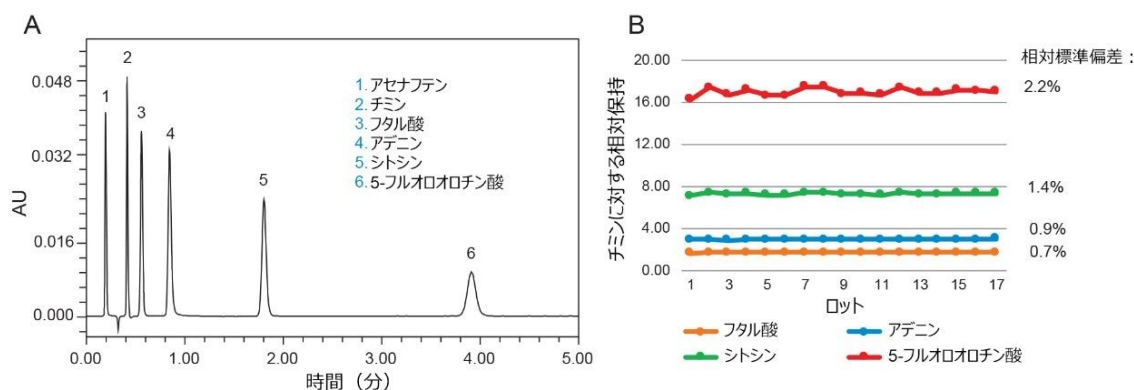 A
AU
0.048
0.032
0.016
0.000
1
2
3
4
5
6
1. アセナフテン
2. チミン
3. フタル酸
4. アデニン
5. シトシン
6. 5-フルオロオロチン酸
0.00 1.00 2.00 3.00 4.00 5.00
時間（分）
B
チミンに対する相対保持
20.00
16.00
12.00
8.00
4.00
0.00
相対標準偏差：
2.2%
1.4%
0.9%
0.7%
1 3 5 7 9 11 13 15 17
ロット
フタル酸 アデニン
シトシン 5-フルオロオロチン酸